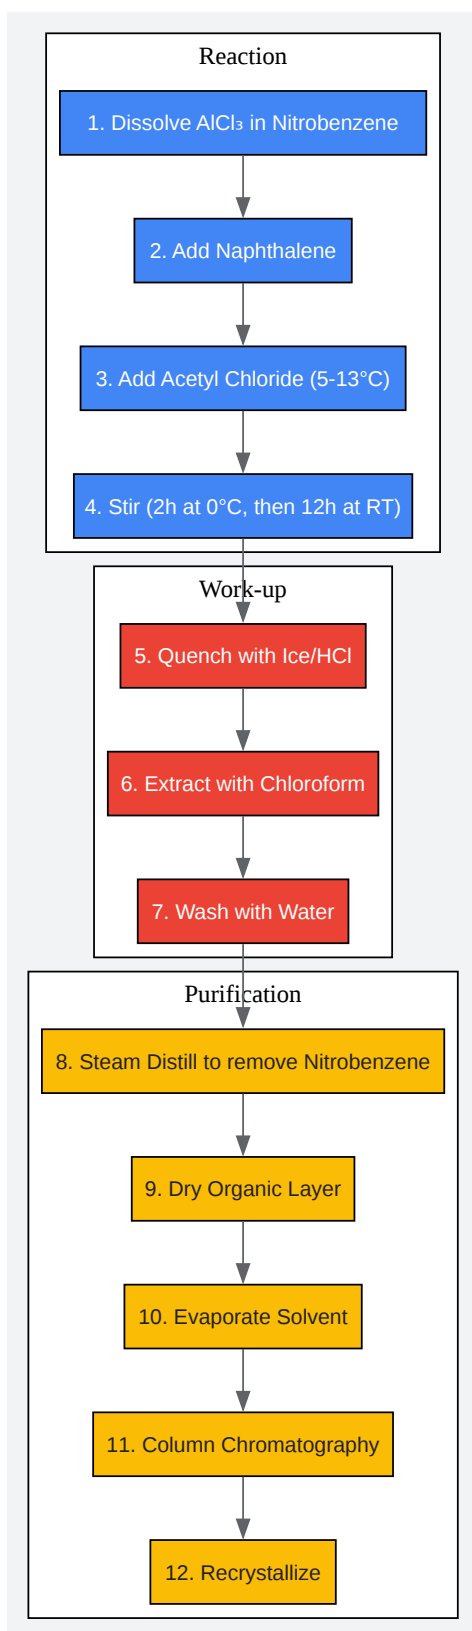 Reaction
1. Dissolve AlCl₃ in Nitrobenzene
2. Add Naphthalene
3. Add Acetyl Chloride (5-13°C)
4. Stir (2h at 0°C, then 12h at RT)
Work-up
5. Quench with Ice/HCl
6. Extract with Chloroform
7. Wash with Water
Purification
8. Steam Distill to remove Nitrobenzene
9. Dry Organic Layer
10. Evaporate Solvent
11. Column Chromatography
12. Recrystallize